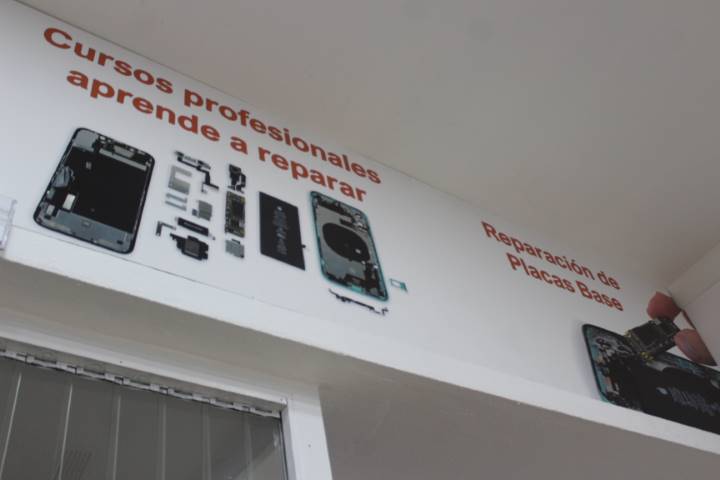 Cursos profesionales
aprende a reparar
Reparación de
Placas Base